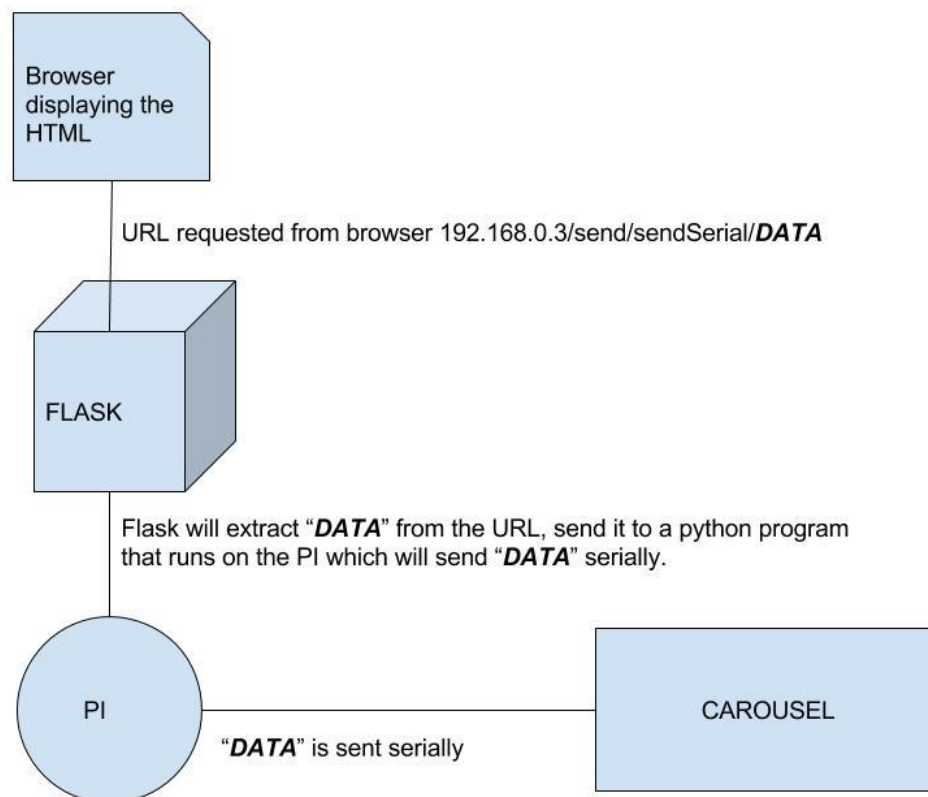 Browser
displaying the
HTML
URL requested from browser 192.168.0.3/send/sendSerial/DATA
FLASK
Flask will extract “DATA” from the URL, send it to a python program
that runs on the PI which will send “DATA” serially.
PI
CAROUSEL
“DATA” is sent serially